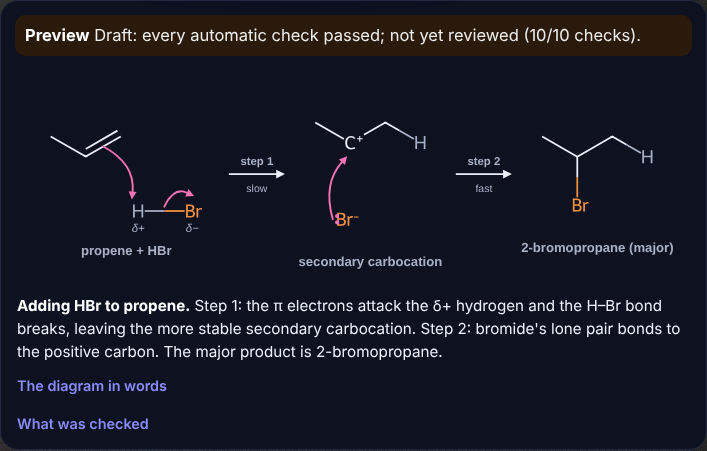 Preview Draft: every automatic check passed; not yet reviewed (10/10 checks).
C⁺
H
step 1
slow
step 2
fast
H
H Br
δ+ δ−
Br⁻
Br
propene + HBr
secondary carbocation
2-bromopropane (major)
Adding HBr to propene. Step 1: the π electrons attack the δ+ hydrogen and the H–Br bond
breaks, leaving the more stable secondary carbocation. Step 2: bromide's lone pair bonds to
the positive carbon. The major product is 2-bromopropane.
The diagram in words
What was checked